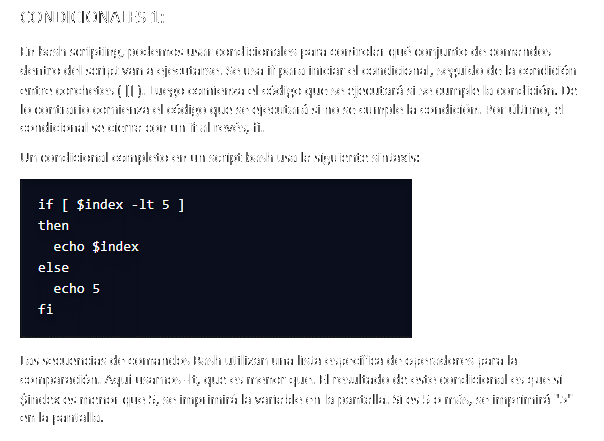 CONDICIONALES 1:
En bash scripting, podemos usar condicionales para controlar qué conjunto de comandos
dentro del script van a ejecutarse. Se usa if para iniciar el condicional, seguido de la condición
entre corchetes ( [] ). Luego comienza el código que se ejecutará si se cumple la condición. De
lo contrario comienza el código que se ejecutará si no se cumple la condición. Por último, el
condicional se cierra con un if al revés, fi.
Un condicional completo en un script bash usa la siguiente sintaxis:
if [ $index -lt 5 ]
then
echo $index
else
echo 5
fi
Las secuencias de comandos Bash utilizan una lista específica de operadores para la
comparación. Aquí usamos -lt, que es menor que. El resultado de este condicional es que si
$index es menor que 5, se imprimirá la variable en la pantalla. Si es 5 o más, se imprimirá "5"
en la pantalla.